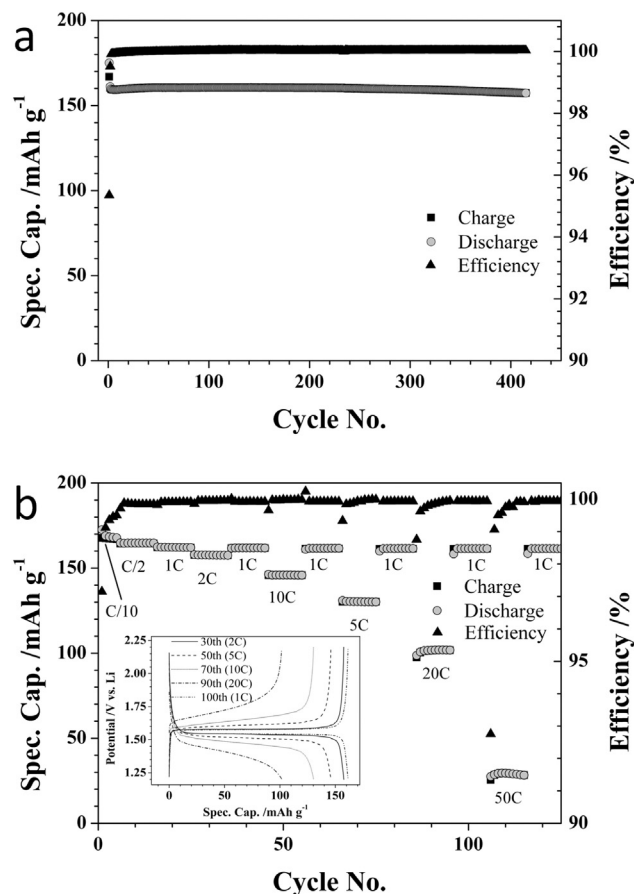 a
200
150
100
50
0
Spec. Cap. /mAh g⁻¹
100
98
96
94
92
90
Efficiency /%
Charge
Discharge
Efficiency
0 100 200 300 400
Cycle No.
b
200
150
100
50
0
Spec. Cap. /mAh g⁻¹
100
95
90
Efficiency /%
C/10
C/2
1C
2C
1C
10C
1C
5C
1C
20C
1C
50C
1C
Charge
Discharge
Efficiency
2.25
2.00
1.75
1.50
1.25
Potential /V vs. Li
30th (2C)
50th (5C)
70th (10C)
90th (20C)
100th (1C)
0 50 100 150
Spec. Cap. /mAh g⁻¹
0 50 100
Cycle No.